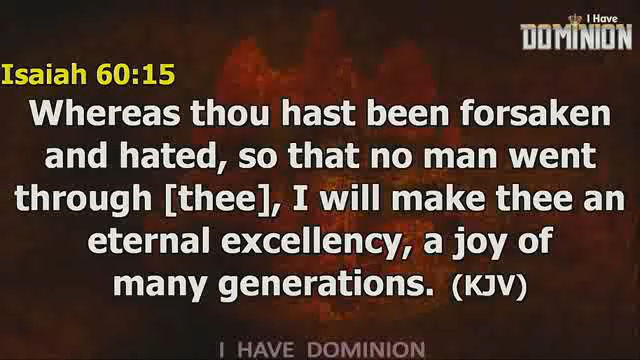 I Have
DOMINION
Isaiah 60:15
Whereas thou hast been forsaken
and hated, so that no man went
through [thee], I will make thee an
eternal excellency, a joy of
many generations. (KJV)
I HAVE DOMINION